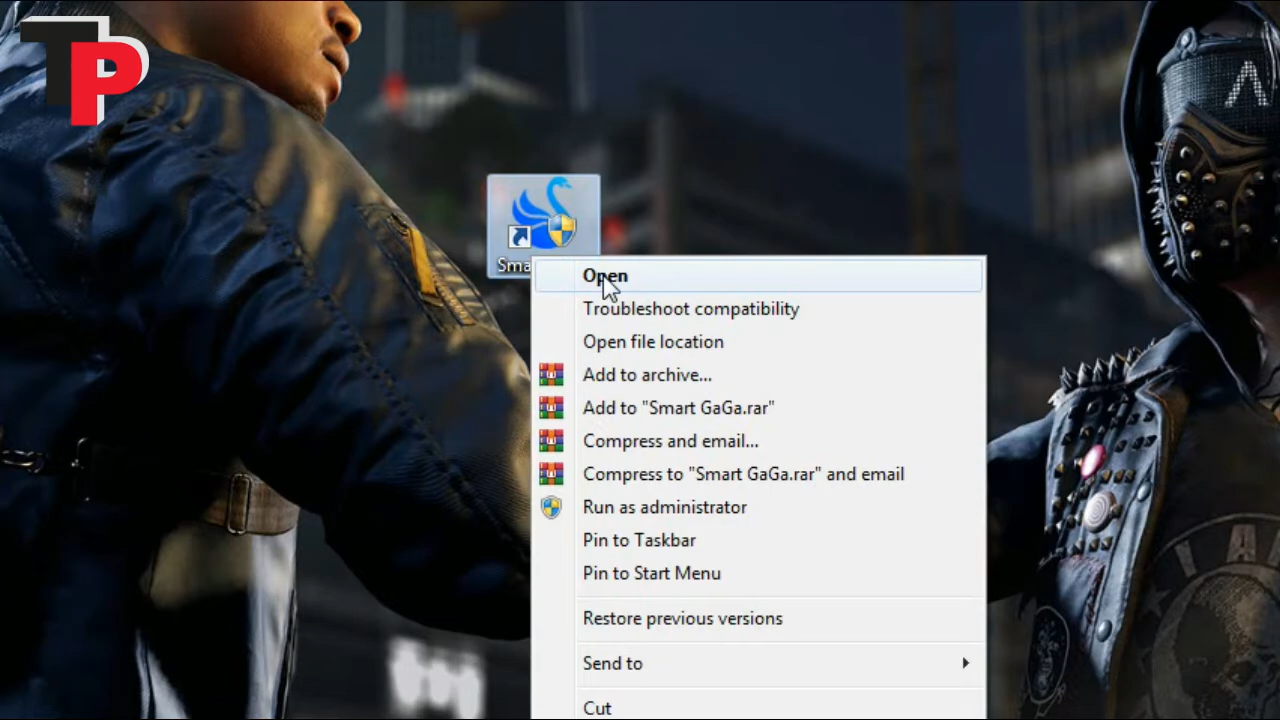 TP
Sma
Open
Troubleshoot compatibility
Open file location
Add to archive...
Add to "Smart GaGa.rar"
Compress and email...
Compress to "Smart GaGa.rar" and email
Run as administrator
Pin to Taskbar
Pin to Start Menu
Restore previous versions
Send to
Cut